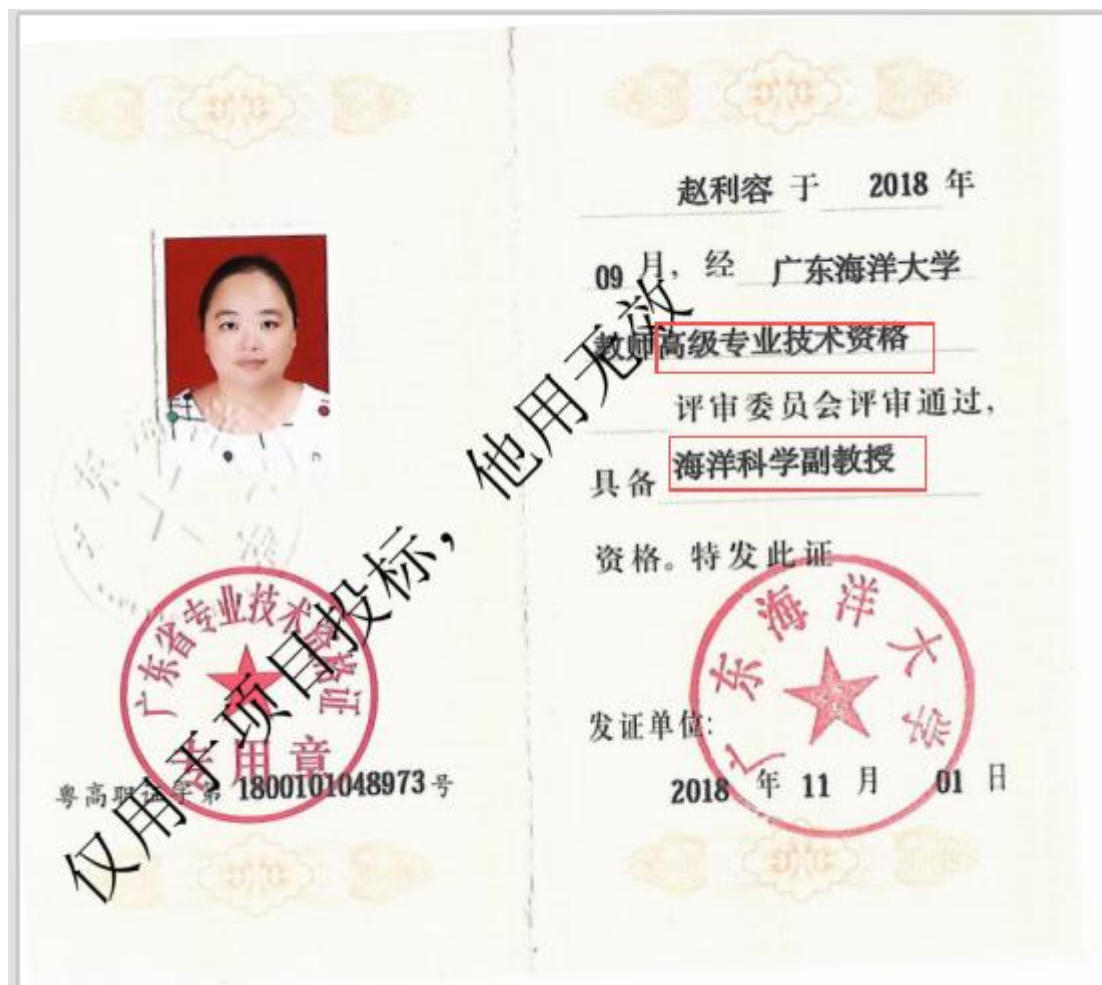 赵利容 于 2018 年
09 月, 经 广东海洋大学
教师高级专业技术资格
评审委员会评审通过,
具备 海洋科学副教授
资格。特发此证
发证单位:
广东海洋大学
2018 年 11 月 01 日
广东省专业技术资格证
专用章
粤高职证字第 1800101048973 号
仅用于项目投标, 他用无效